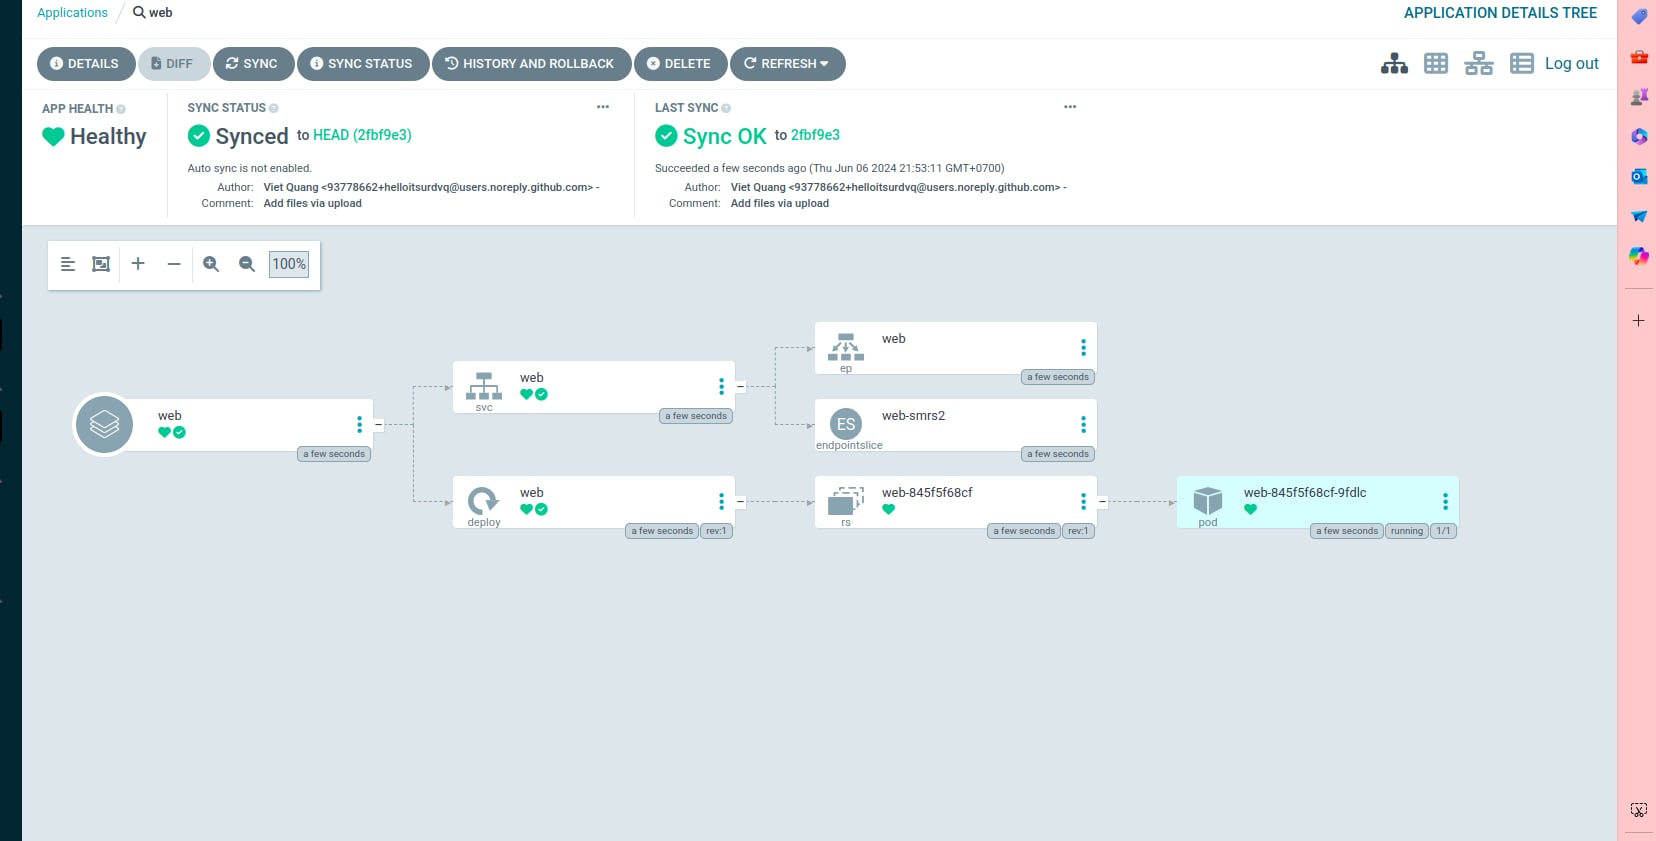 Applications / web
APPLICATION DETAILS TREE
DETAILS DIFF SYNC SYNC STATUS HISTORY AND ROLLBACK DELETE REFRESH
Log out
APP HEALTH
Healthy
SYNC STATUS
Synced to HEAD (2fbf9e3)
Auto sync is not enabled.
Author: Viet Quang <93778662+helloitsurdvq@users.noreply.github.com> -
Comment: Add files via upload
LAST SYNC
Sync OK to 2fbf9e3
Succeeded a few seconds ago (Thu Jun 06 2024 21:53:11 GMT+0700)
Author: Viet Quang <93778662+helloitsurdvq@users.noreply.github.com> -
Comment: Add files via upload
100%
web
a few seconds
web
svc
a few seconds
web
ep
a few seconds
ES
web-smrs2
endpointslice
a few seconds
web
deploy
a few seconds rev:1
web-845f5f68cf
rs
a few seconds rev:1
web-845f5f68cf-9fdlc
pod
a few seconds running 1/1